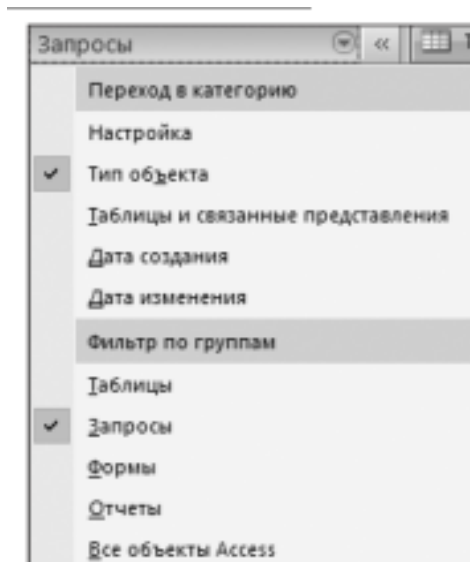 Запросы «
Переход в категорию
Настройка
Тип объекта
Таблицы и связанные представления
Дата создания
Дата изменения
Фильтр по группам
Таблицы
Запросы
Формы
Отчеты
Все объекты Access